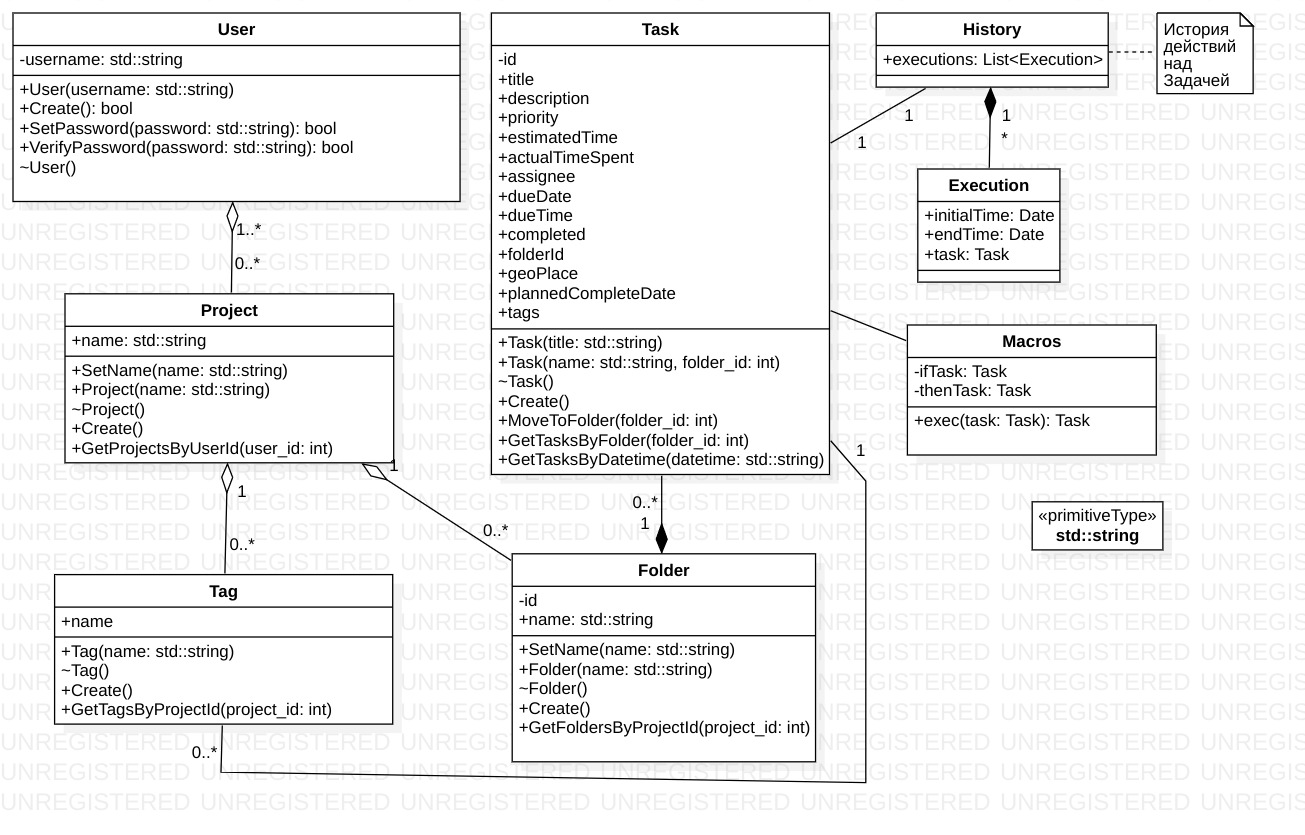 User
-username: std::string
+User(username: std::string)
+Create(): bool
+SetPassword(password: std::string): bool
+VerifyPassword(password: std::string): bool
~User()
1..*
0..*
Project
+name: std::string
+SetName(name: std::string)
+Project(name: std::string)
~Project()
+Create()
+GetProjectsByUserId(user_id: int)
1
1
0..*
0..*
Tag
+name
+Tag(name: std::string)
~Tag()
+Create()
+GetTagsByProjectId(project_id: int)
0..*
Task
-id
+title
+description
+priority
+estimatedTime
+actualTimeSpent
+assignee
+dueDate
+dueTime
+completed
+folderId
+geoPlace
+plannedCompleteDate
+tags
+Task(title: std::string)
+Task(name: std::string, folder_id: int)
~Task()
+Create()
+MoveToFolder(folder_id: int)
+GetTasksByFolder(folder_id: int)
+GetTasksByDatetime(datetime: std::string)
0..*
1
Folder
-id
+name: std::string
+SetName(name: std::string)
+Folder(name: std::string)
~Folder()
+Create()
+GetFoldersByProjectId(project_id: int)
History
+executions: List<Execution>
История
действий
над
Задачей
1
1
1
*
Execution
+initialTime: Date
+endTime: Date
+task: Task
Macros
-ifTask: Task
-thenTask: Task
+exec(task: Task): Task
1
«primitiveType»
std::string
UNREGISTERED UNREGISTERED UNREGISTERED UNREGISTERED UNREGISTERED UNREGISTERED